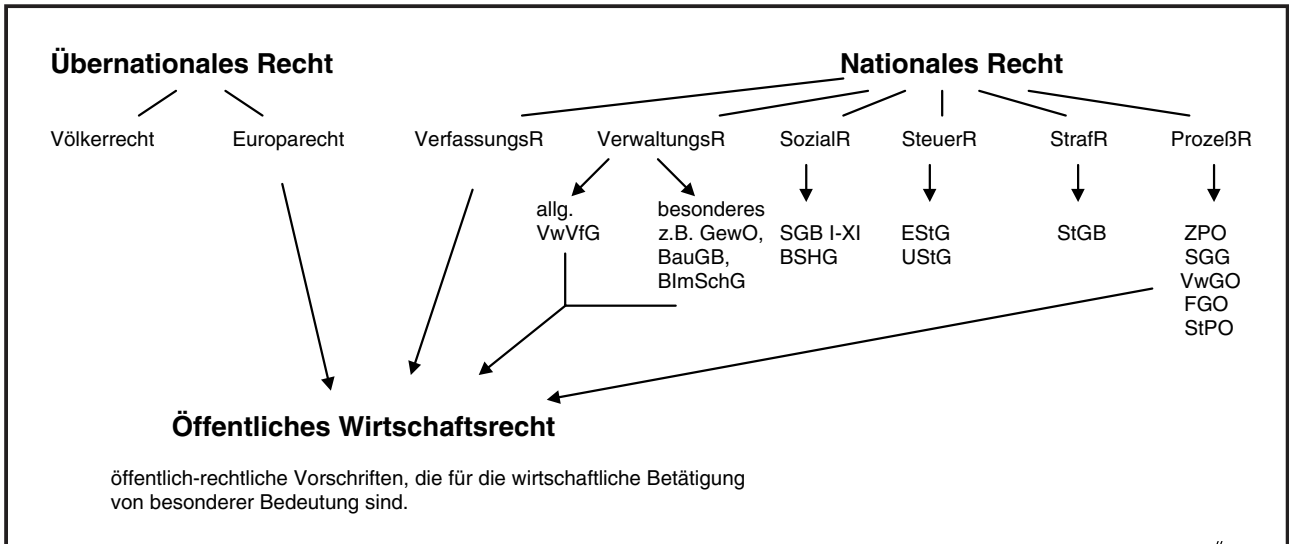 Übernationales Recht
Nationales Recht
Völkerrecht
Europarecht
VerfassungsR
VerwaltungsR
SozialR
SteuerR
StrafR
ProzeßR
allg.
VwVfG
besonderes
z.B. GewO,
BauGB,
BImSchG
SGB I-XI
BSHG
EStG
UStG
StGB
ZPO
SGG
VwGO
FGO
StPO
Öffentliches Wirtschaftsrecht
öffentlich-rechtliche Vorschriften, die für die wirtschaftliche Betätigung
von besonderer Bedeutung sind.